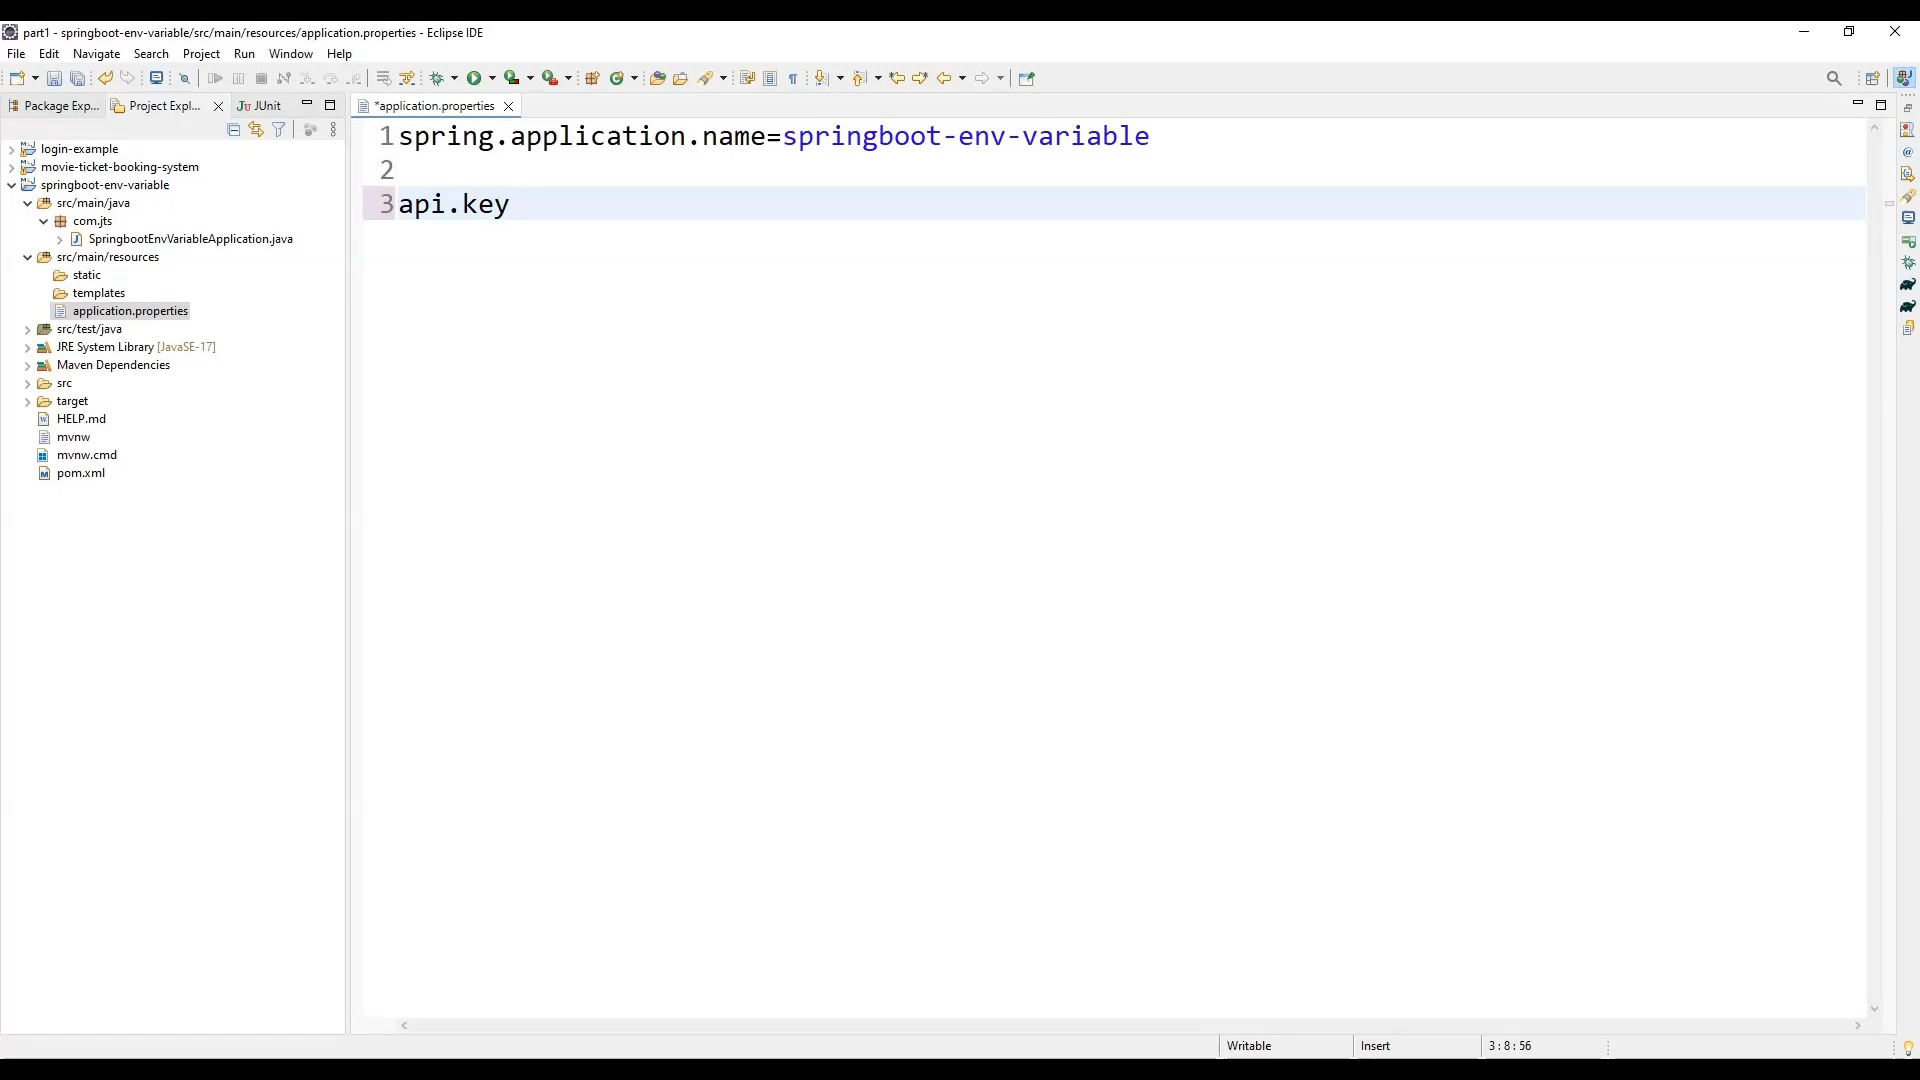 part1 - springboot-env-variable/src/main/resources/application.properties - Eclipse IDE
File Edit Navigate Search Project Run Window Help
Package Exp... Project Expl... JUnit
*application.properties
login-example
movie-ticket-booking-system
springboot-env-variable
src/main/java
com.jts
SpringbootEnvVariableApplication.java
src/main/resources
static
templates
application.properties
src/test/java
JRE System Library [JavaSE-17]
Maven Dependencies
src
target
HELP.md
mvnw
mvnw.cmd
pom.xml
1 spring.application.name=springboot-env-variable
2
3 api.key
Writable Insert 3 : 8 : 56